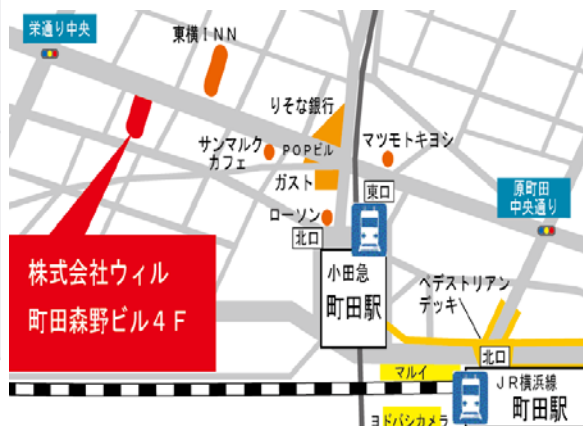 栄通り中央
東横ＩＮＮ
りそな銀行
サンマルク
カフェ
POPビル
マツモトキヨシ
ガスト
東口
原町田
中央通り
ローソン
北口
株式会社ウィル
町田森野ビル４Ｆ
小田急
町田駅
ペデストリアン
デッキ
北口
マルイ
ＪＲ横浜線
町田駅
ヨドバシカメラ